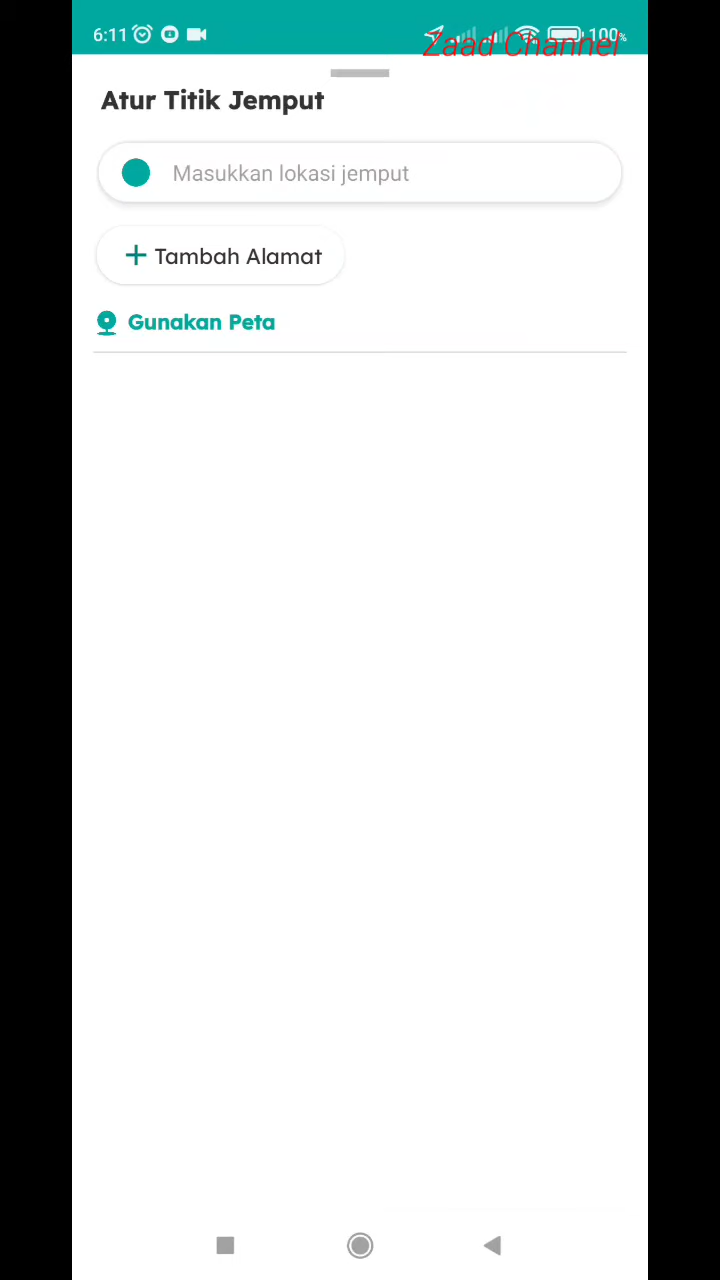 6:11
100%
Zaad Channel
Atur Titik Jemput
Masukkan lokasi jemput
+ Tambah Alamat
Gunakan Peta